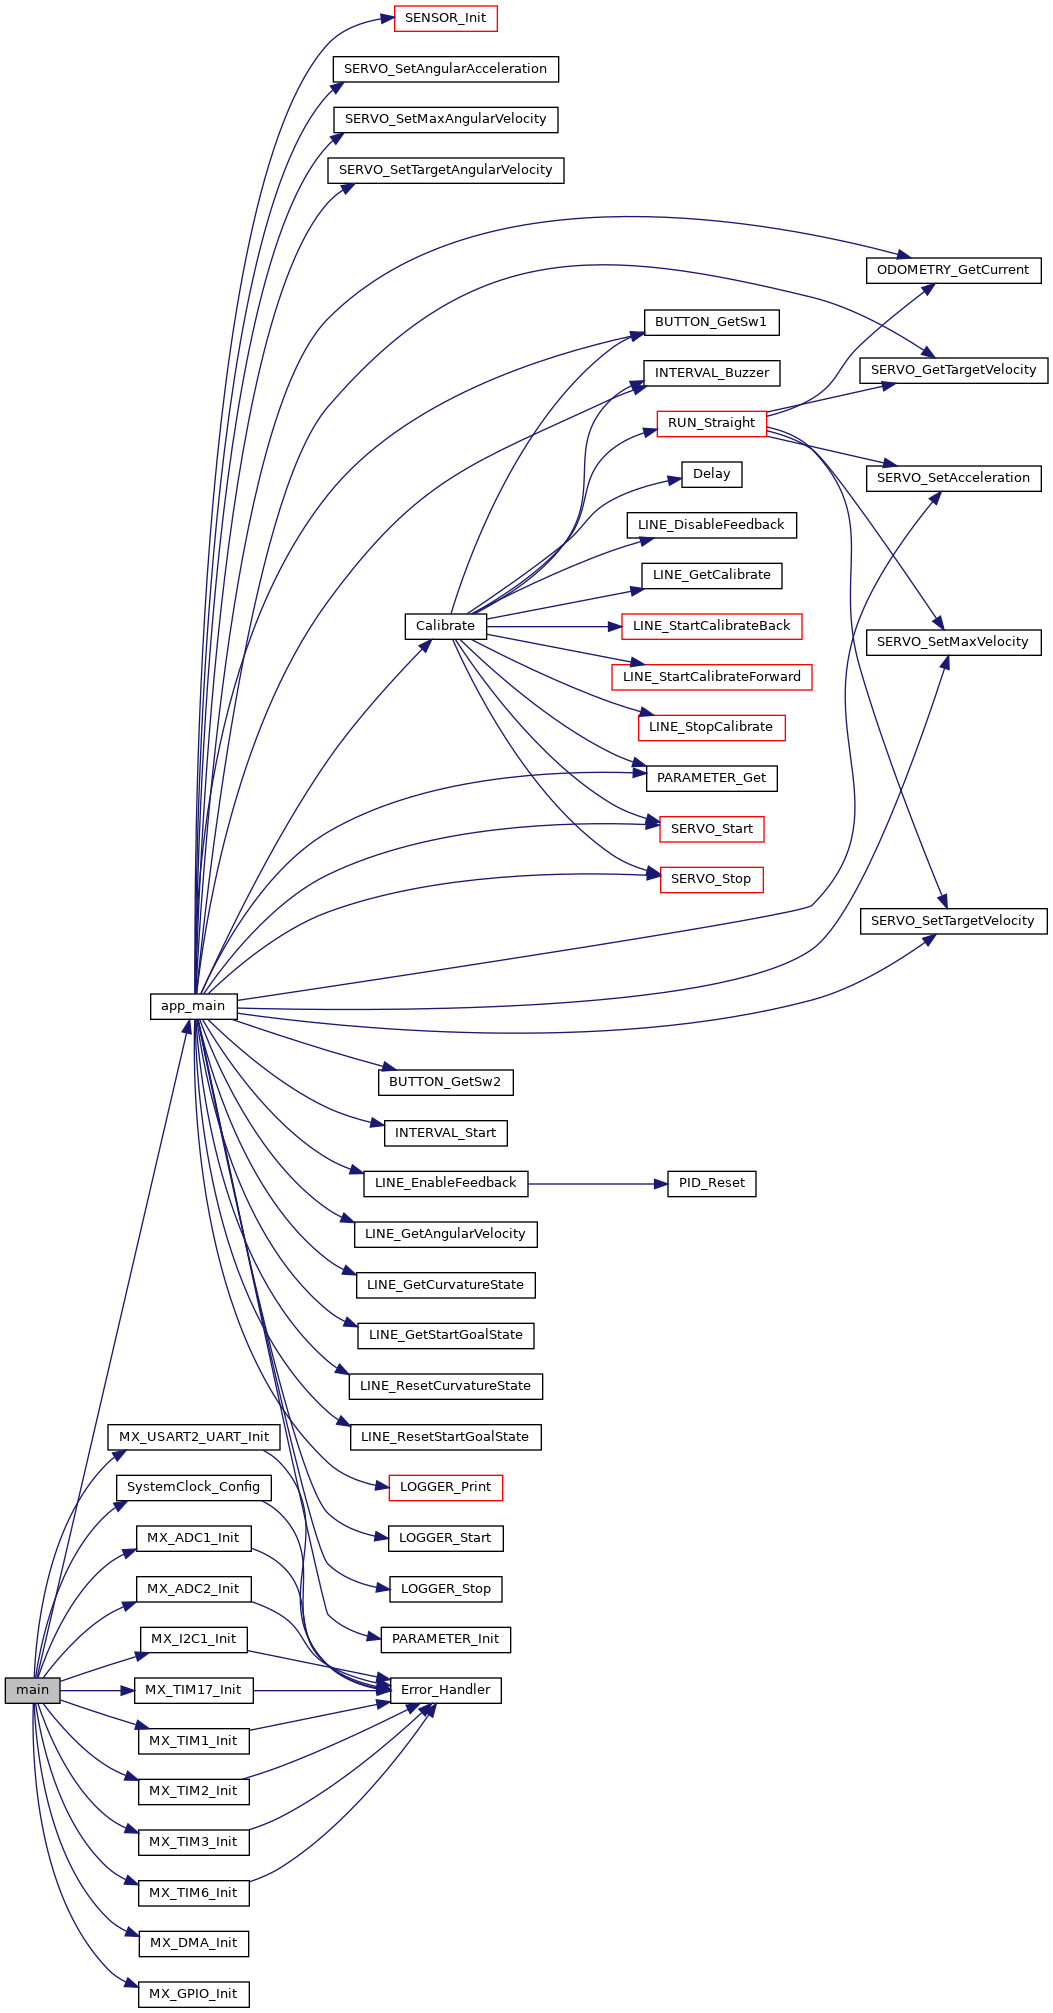 SENSOR_Init
SERVO_SetAngularAcceleration
SERVO_SetMaxAngularVelocity
SERVO_SetTargetAngularVelocity
ODOMETRY_GetCurrent
BUTTON_GetSw1
SERVO_GetTargetVelocity
INTERVAL_Buzzer
RUN_Straight
Delay
SERVO_SetAcceleration
LINE_DisableFeedback
LINE_GetCalibrate
Calibrate
LINE_StartCalibrateBack
SERVO_SetMaxVelocity
LINE_StartCalibrateForward
LINE_StopCalibrate
PARAMETER_Get
SERVO_Start
SERVO_Stop
SERVO_SetTargetVelocity
app_main
BUTTON_GetSw2
INTERVAL_Start
LINE_EnableFeedback
PID_Reset
LINE_GetAngularVelocity
LINE_GetCurvatureState
LINE_GetStartGoalState
LINE_ResetCurvatureState
MX_USART2_UART_Init
LINE_ResetStartGoalState
SystemClock_Config
LOGGER_Print
MX_ADC1_Init
LOGGER_Start
MX_ADC2_Init
LOGGER_Stop
MX_I2C1_Init
PARAMETER_Init
main
MX_TIM17_Init
Error_Handler
MX_TIM1_Init
MX_TIM2_Init
MX_TIM3_Init
MX_TIM6_Init
MX_DMA_Init
MX_GPIO_Init